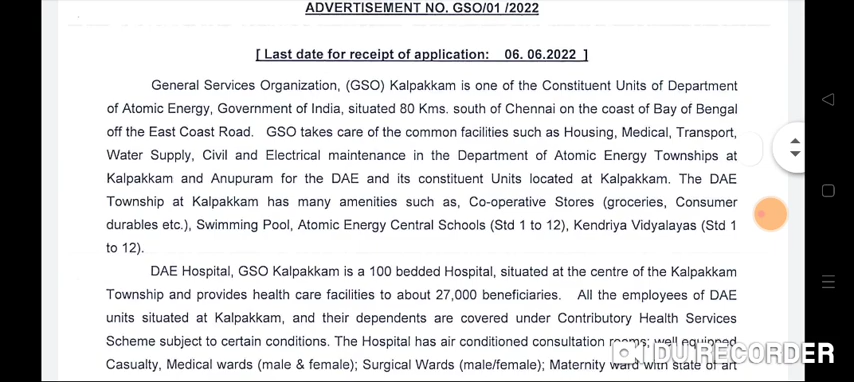 ADVERTISEMENT NO. GSO/01 /2022
[ Last date for receipt of application: 06. 06.2022 ]
General Services Organization, (GSO) Kalpakkam is one of the Constituent Units of Department
of Atomic Energy, Government of India, situated 80 Kms. south of Chennai on the coast of Bay of Bengal
off the East Coast Road. GSO takes care of the common facilities such as Housing, Medical, Transport,
Water Supply, Civil and Electrical maintenance in the Department of Atomic Energy Townships at
Kalpakkam and Anupuram for the DAE and its constituent Units located at Kalpakkam. The DAE
Township at Kalpakkam has many amenities such as, Co-operative Stores (groceries, Consumer
durables etc.), Swimming Pool, Atomic Energy Central Schools (Std 1 to 12), Kendriya Vidyalayas (Std 1
to 12).
DAE Hospital, GSO Kalpakkam is a 100 bedded Hospital, situated at the centre of the Kalpakkam
Township and provides health care facilities to about 27,000 beneficiaries. All the employees of DAE
units situated at Kalpakkam, and their dependents are covered under Contributory Health Services
Scheme subject to certain conditions. The Hospital has air conditioned consultation rooms; well equipped
Casualty, Medical wards (male & female); Surgical Wards (male/female); Maternity ward with state of art
DU RECORDER